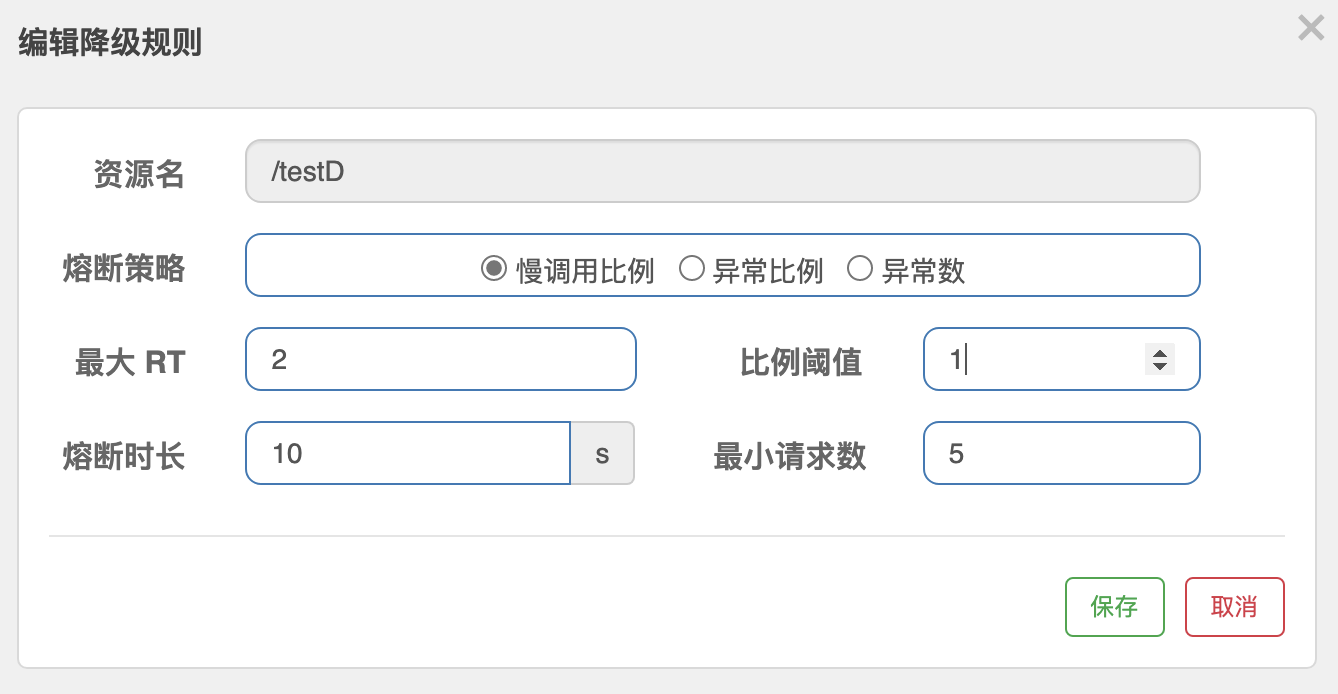 编辑降级规则
资源名 /testD
熔断策略 慢调用比例 异常比例 异常数
最大 RT 2 比例阈值 1
熔断时长 10 s 最小请求数 5
保存 取消